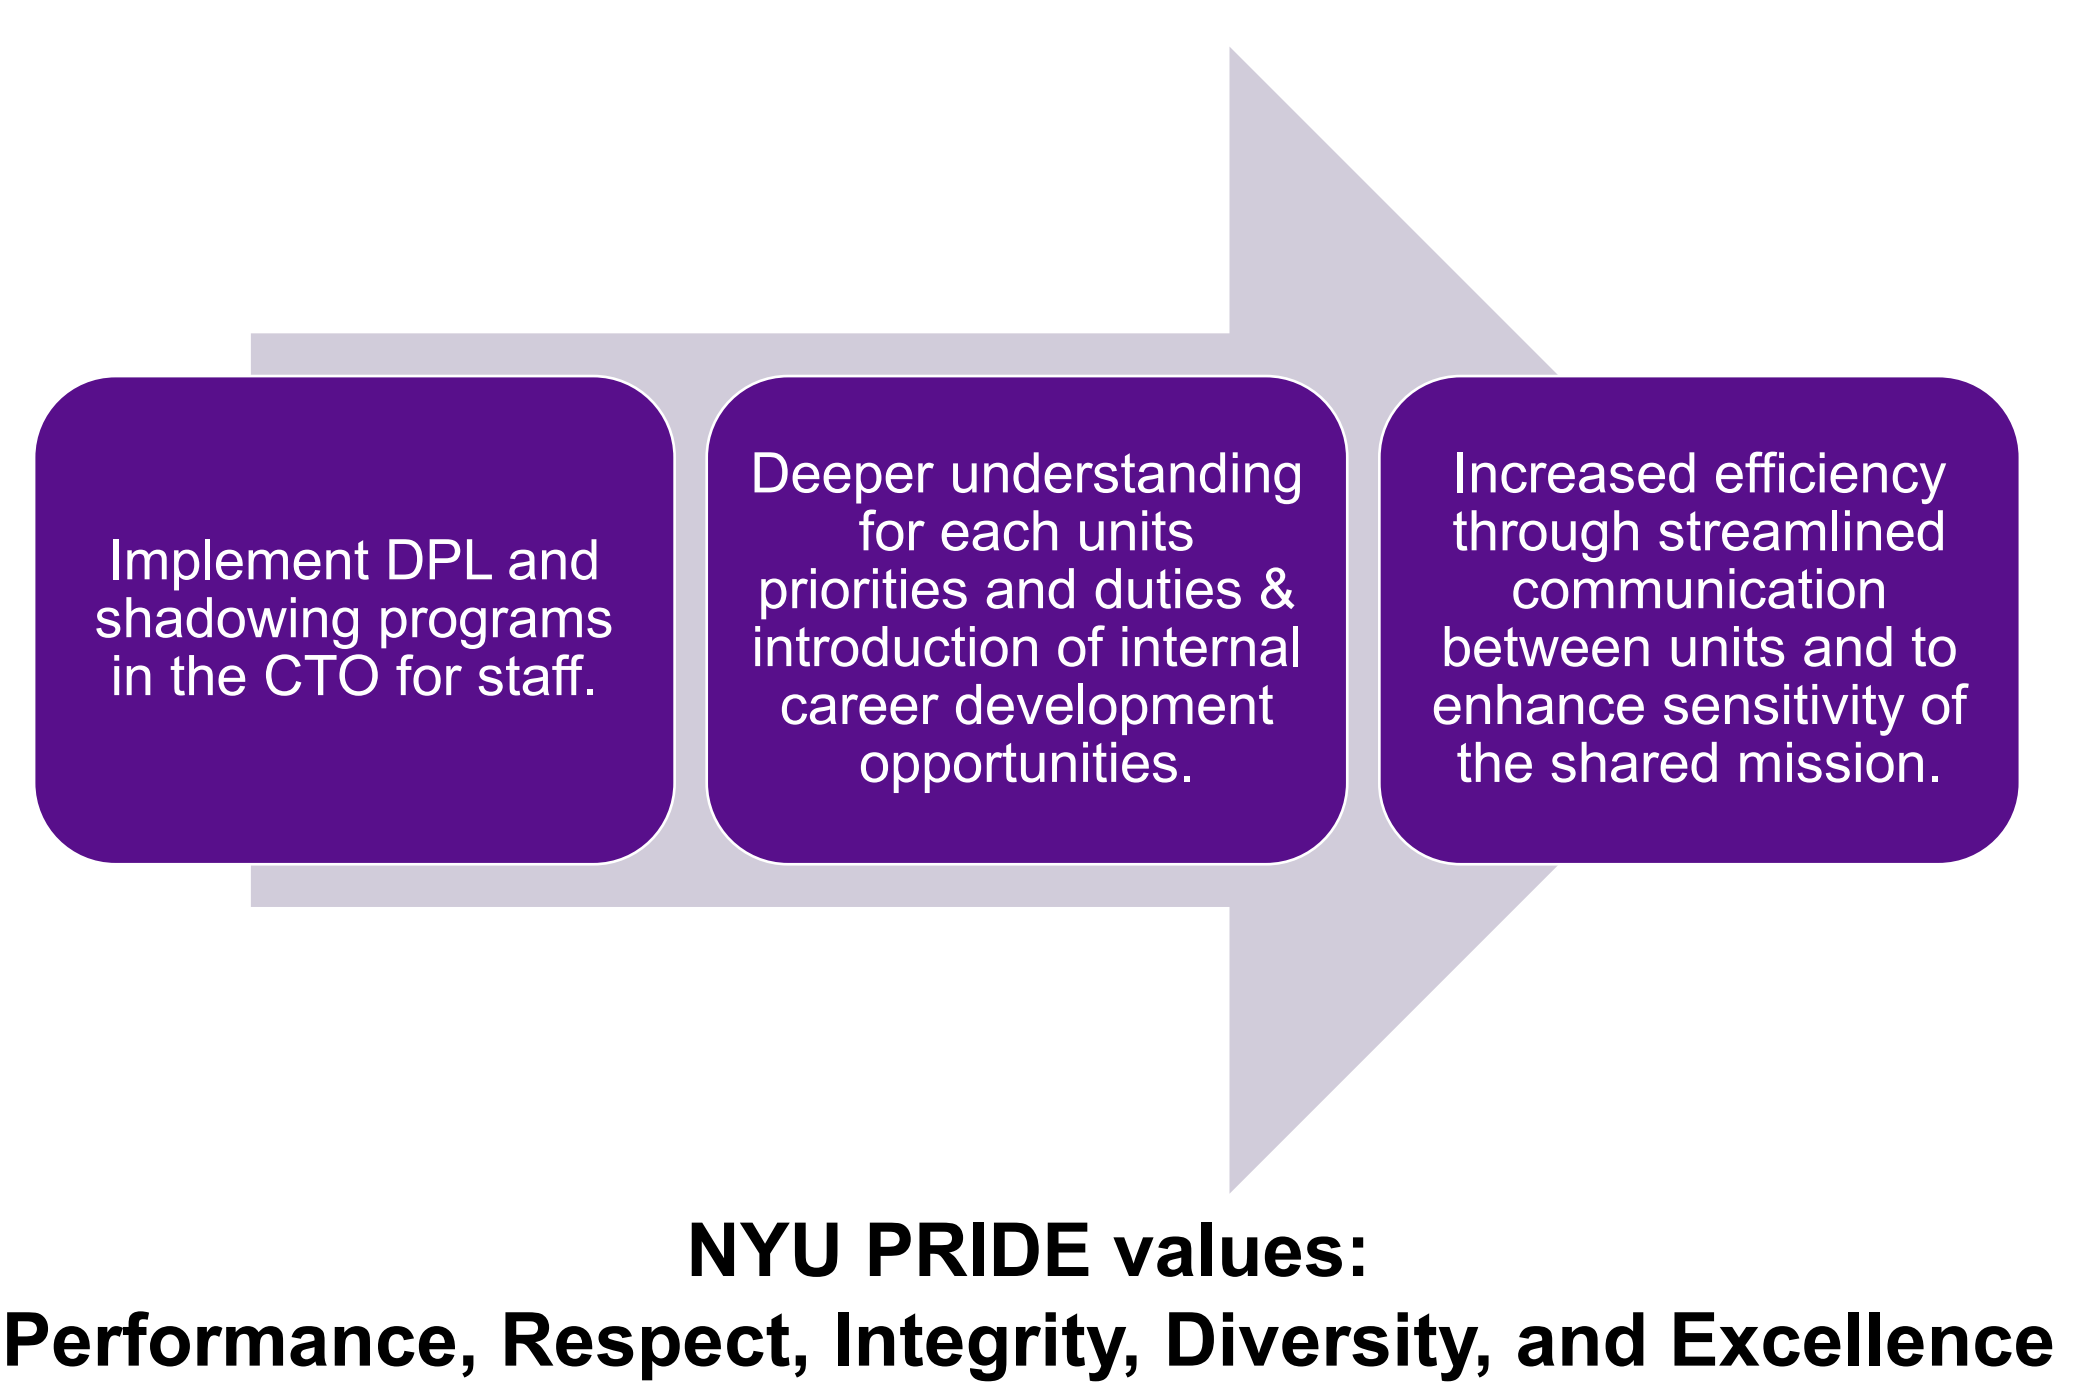 Implement DPL and
shadowing programs
in the CTO for staff.
Deeper understanding
for each units
priorities and duties &
introduction of internal
career development
opportunities.
Increased efficiency
through streamlined
communication
between units and to
enhance sensitivity of
the shared mission.
NYU PRIDE values:
Performance, Respect, Integrity, Diversity, and Excellence